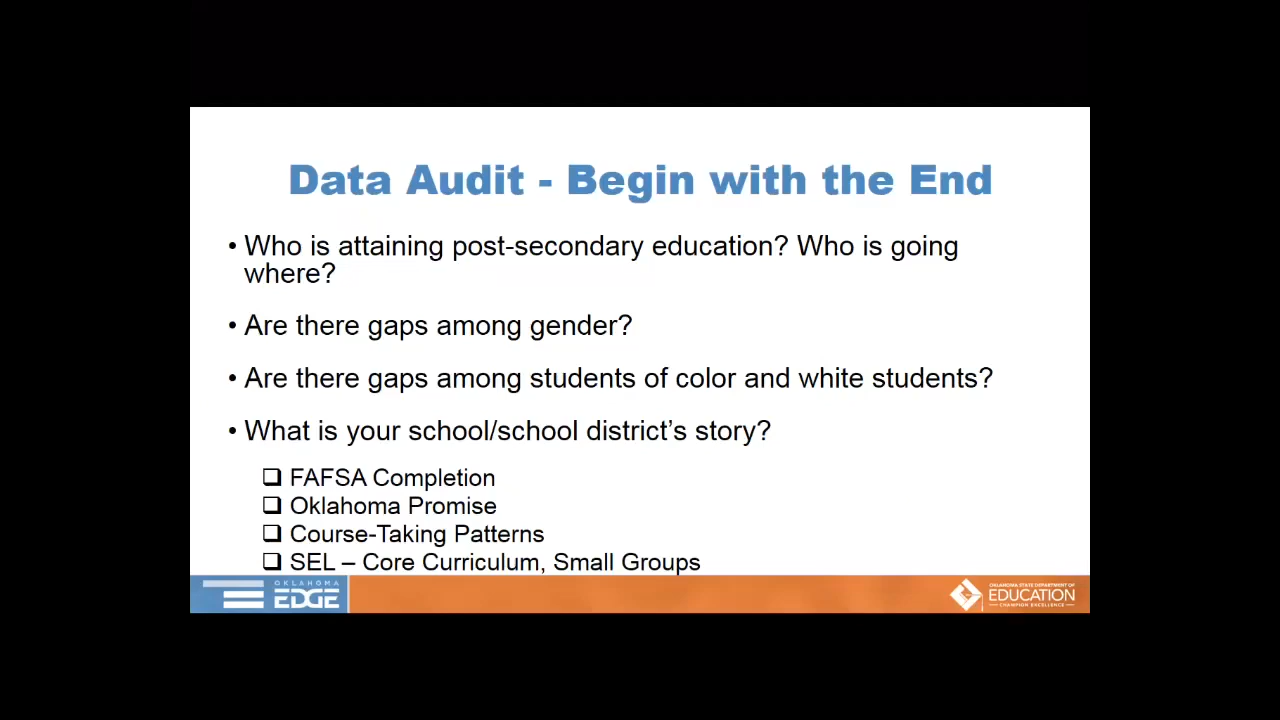 Data Audit - Begin with the End
• Who is attaining post-secondary education? Who is going
where?
• Are there gaps among gender?
• Are there gaps among students of color and white students?
• What is your school/school district’s story?
❑ FAFSA Completion
❑ Oklahoma Promise
❑ Course-Taking Patterns
❑ SEL – Core Curriculum, Small Groups
OKLAHOMA
EDGE
OKLAHOMA STATE DEPARTMENT OF
EDUCATION
CHAMPION EXCELLENCE